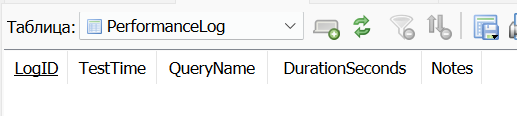 Таблица: PerformanceLog
LogID TestTime QueryName DurationSeconds Notes